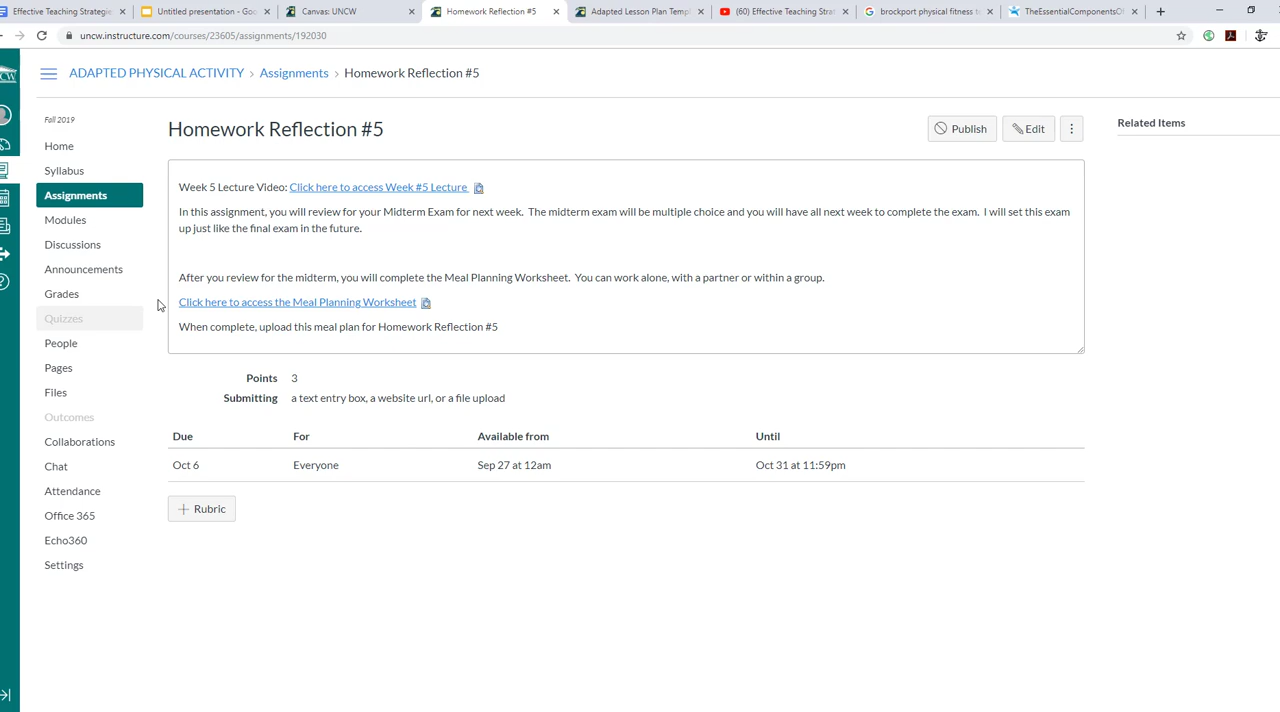 Effective Teaching Strategie
Untitled presentation - Goo
Canvas: UNCW
Homework Reflection #5
Adapted Lesson Plan Templ
(60) Effective Teaching Strat
brockport physical fitness t
TheEssentialComponentsO
uncw.instructure.com/courses/23605/assignments/192030
CW
ADAPTED PHYSICAL ACTIVITY › Assignments › Homework Reflection #5
Fall 2019
Home
Syllabus
Assignments
Modules
Discussions
Announcements
Grades
Quizzes
People
Pages
Files
Outcomes
Collaborations
Chat
Attendance
Office 365
Echo360
Settings
Homework Reflection #5
Publish
Edit
Related Items
Week 5 Lecture Video: Click here to access Week #5 Lecture
In this assignment, you will review for your Midterm Exam for next week. The midterm exam will be multiple choice and you will have all next week to complete the exam. I will set this exam
up just like the final exam in the future.
After you review for the midterm, you will complete the Meal Planning Worksheet. You can work alone, with a partner or within a group.
Click here to access the Meal Planning Worksheet
When complete, upload this meal plan for Homework Reflection #5
Points 3
Submitting a text entry box, a website url, or a file upload
Due For Available from Until
Oct 6 Everyone Sep 27 at 12am Oct 31 at 11:59pm
Rubric